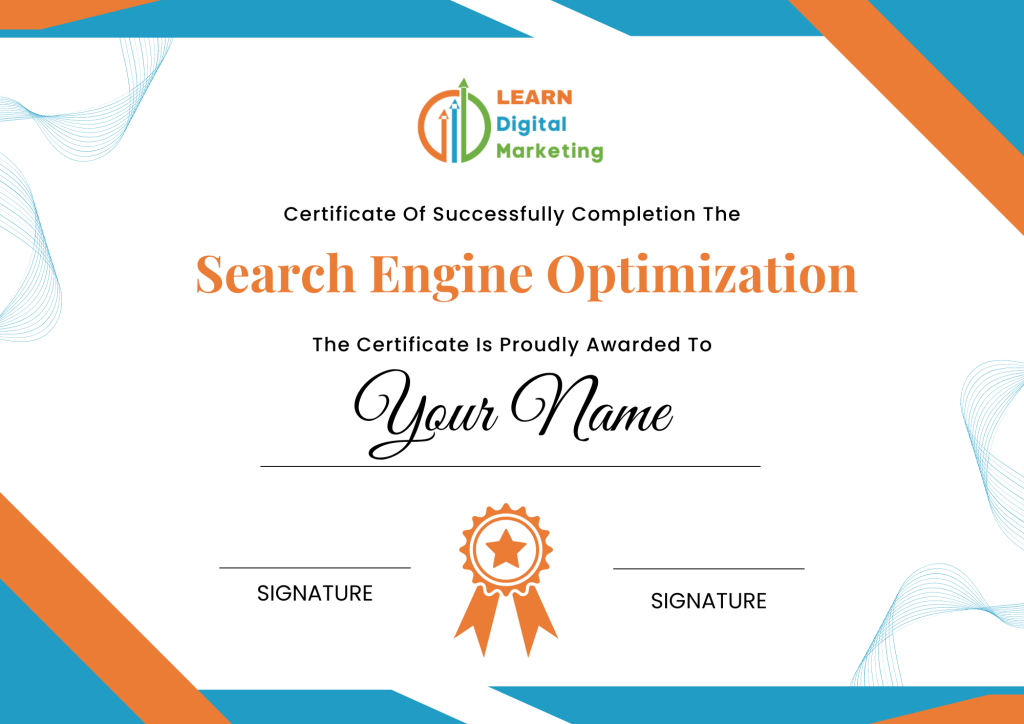 LEARN
Digital
Marketing
Certificate Of Successfully Completion The
Search Engine Optimization
The Certificate Is Proudly Awarded To
Your Name
SIGNATURE
SIGNATURE